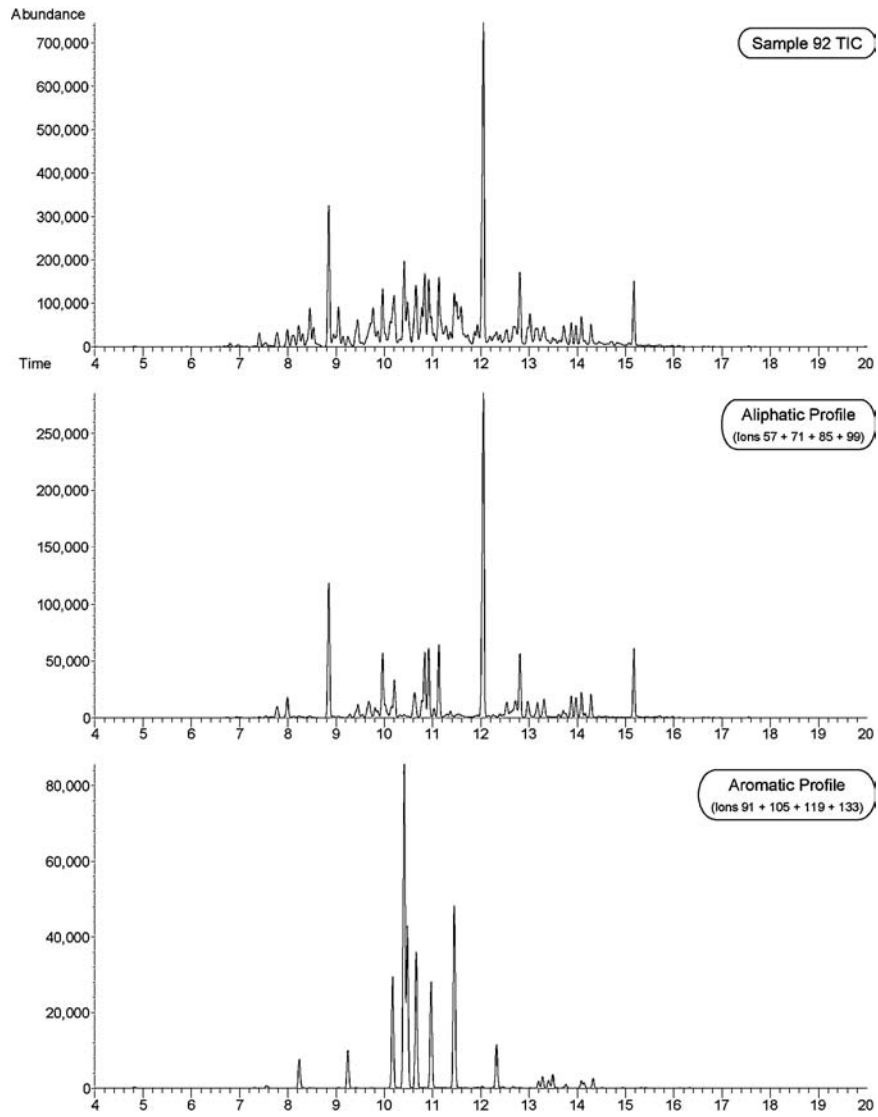 Abundance
Sample 92 TIC
700,000
600,000
500,000
400,000
300,000
200,000
100,000
0
4 5 6 7 8 9 10 11 12 13 14 15 16 17 18 19 20
Time
Aliphatic Profile
(Ions 57 + 71 + 85 + 99)
250,000
200,000
150,000
100,000
50,000
0
4 5 6 7 8 9 10 11 12 13 14 15 16 17 18 19 20
Aromatic Profile
(Ions 91 + 105 + 119 + 133)
80,000
60,000
40,000
20,000
0
4 5 6 7 8 9 10 11 12 13 14 15 16 17 18 19 20